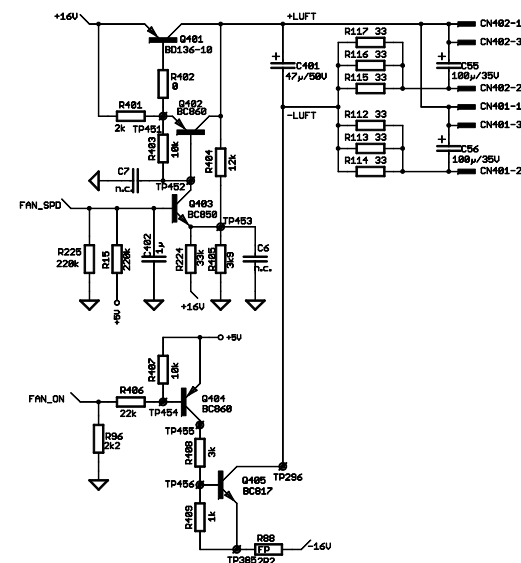 +16V
+LUFT
CN402-1
Q401
BD136-10
CN402-3
R117 33
R116 33
R115 33
C401
47µ/50V
C55
100µ/35V
CN402-2
R402
0
Q402
BC860
R401
2k
TP451
-LUFT
CN401-1
R112 33
R113 33
R114 33
CN401-3
C56
100µ/35V
CN401-2
R403
10k
R404
12k
C7
n.c.
TP452
FAN_SPD
Q403
BC850
TP453
R225
220k
R15
220k
C402
1µ
R224
33k
R405
3k9
C6
n.c.
+5V
+16V
+5V
R407
10k
FAN_ON
R406
22k
TP454
Q404
BC860
R96
2k2
TP455
R408
3k
TP456
Q405
BC817
TP296
R409
1k
R88
FP
-16V
TP385
2R2